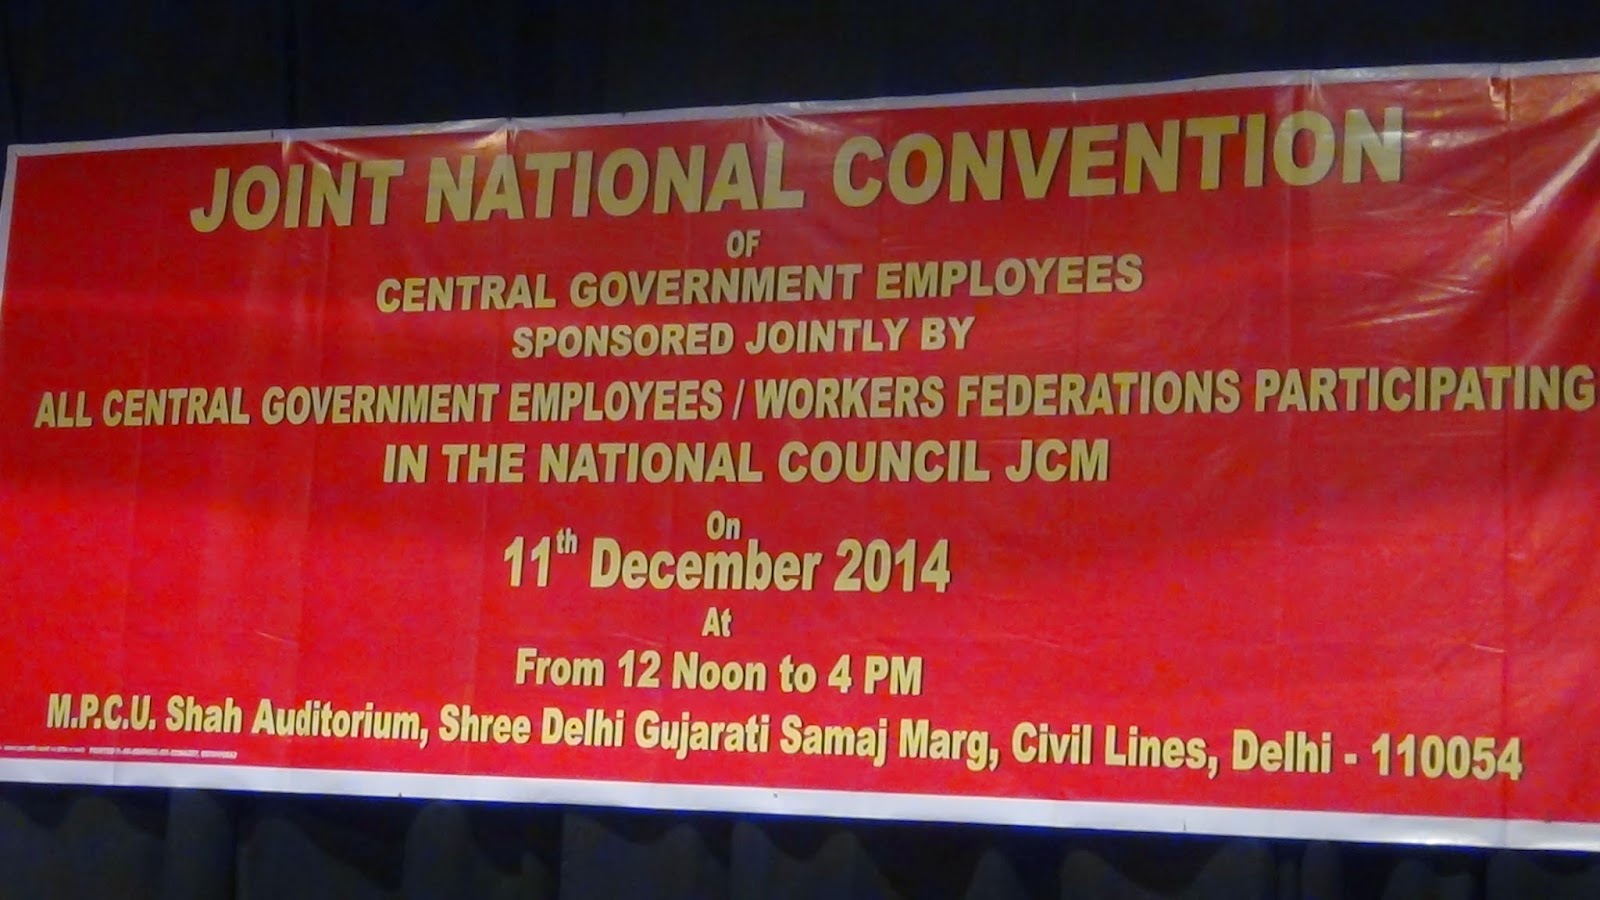 JOINT NATIONAL CONVENTION
OF
CENTRAL GOVERNMENT EMPLOYEES
SPONSORED JOINTLY BY
ALL CENTRAL GOVERNMENT EMPLOYEES / WORKERS FEDERATIONS PARTICIPATING
IN THE NATIONAL COUNCIL JCM
On
11th December 2014
At
From 12 Noon to 4 PM
M.P.C.U. Shah Auditorium, Shree Delhi Gujarati Samaj Marg, Civil Lines, Delhi - 110054